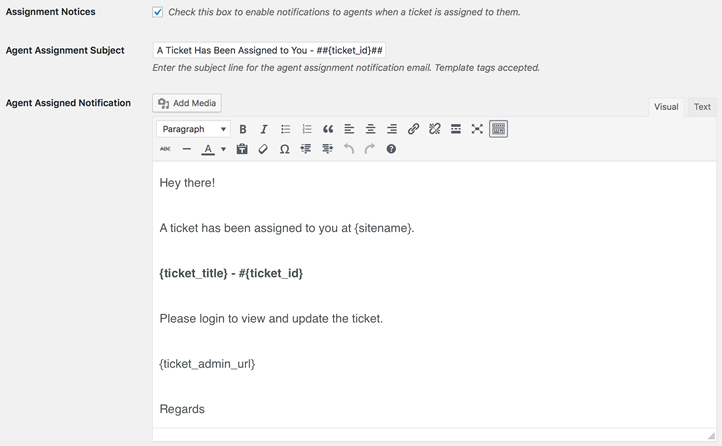 Assignment Notices
Check this box to enable notifications to agents when a ticket is assigned to them.
Agent Assignment Subject
A Ticket Has Been Assigned to You - ##{ticket_id}##
Enter the subject line for the agent assignment notification email. Template tags accepted.
Agent Assigned Notification
Add Media
Visual
Text
Paragraph
B
I
ABC
A
Ω
Hey there!
A ticket has been assigned to you at {sitename}.
{ticket_title} - #{ticket_id}
Please login to view and update the ticket.
{ticket_admin_url}
Regards